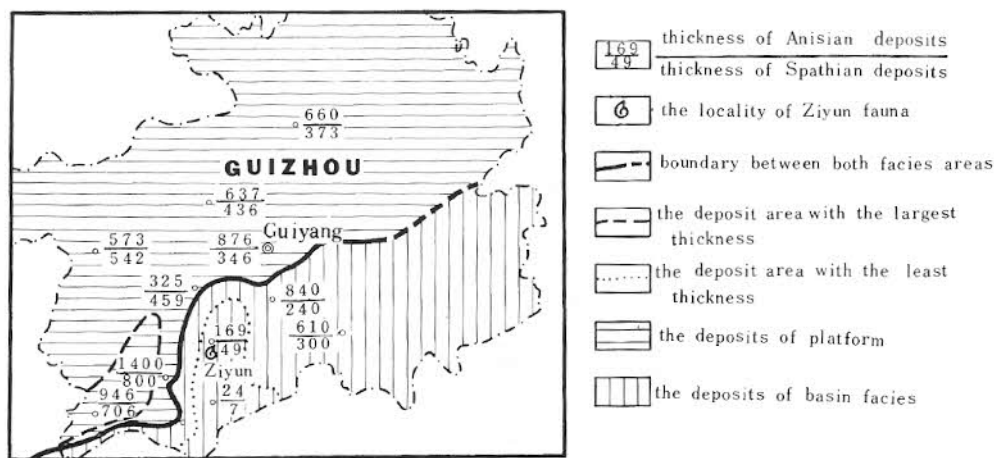 660
373
GUIZHOU
637
436
Guiyang
573
542
876
346
325
459
840
240
610
300
169
49
Ziyun
1400
800
24
7
946
706
169
49
thickness of Anisian deposits
thickness of Spathian deposits
the locality of Ziyun fauna
boundary between both facies areas
the deposit area with the largest
thickness
the deposit area with the least
thickness
the deposits of platform
the deposits of basin facies